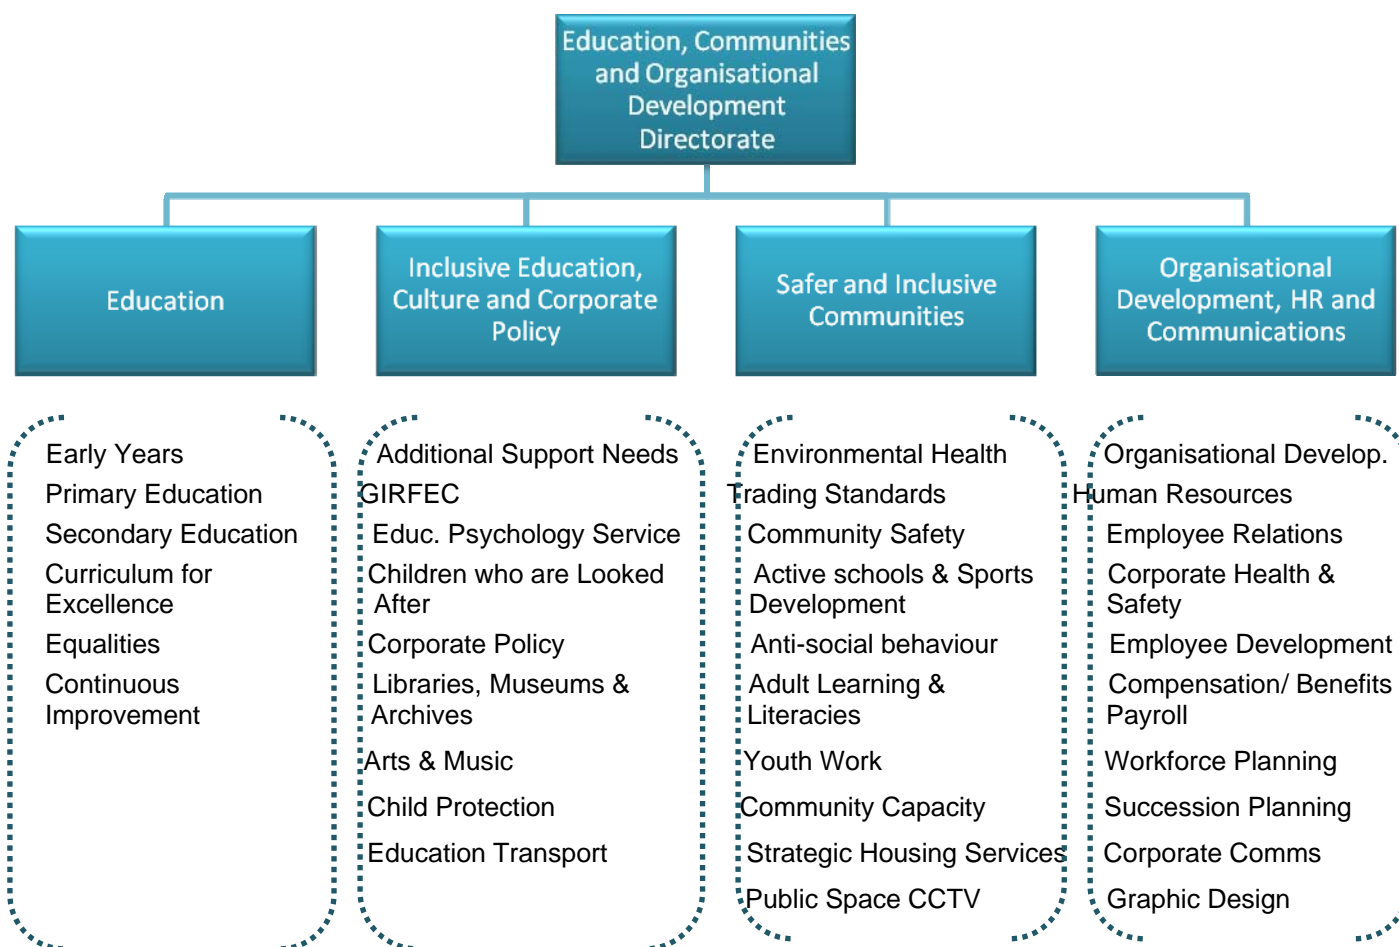 Education, Communities
and Organisational
Development
Directorate
Education
Inclusive Education,
Culture and Corporate
Policy
Safer and Inclusive
Communities
Organisational
Development, HR and
Communications
Early Years
Primary Education
Secondary Education
Curriculum for
Excellence
Equalities
Continuous
Improvement
Additional Support Needs
GIRFEC
Educ. Psychology Service
Children who are Looked
After
Corporate Policy
Libraries, Museums &
Archives
Arts & Music
Child Protection
Education Transport
Environmental Health
Trading Standards
Community Safety
Active schools & Sports
Development
Anti-social behaviour
Adult Learning &
Literacies
Youth Work
Community Capacity
Strategic Housing Services
Public Space CCTV
Organisational Develop.
Human Resources
Employee Relations
Corporate Health &
Safety
Employee Development
Compensation/ Benefits
Payroll
Workforce Planning
Succession Planning
Corporate Comms
Graphic Design